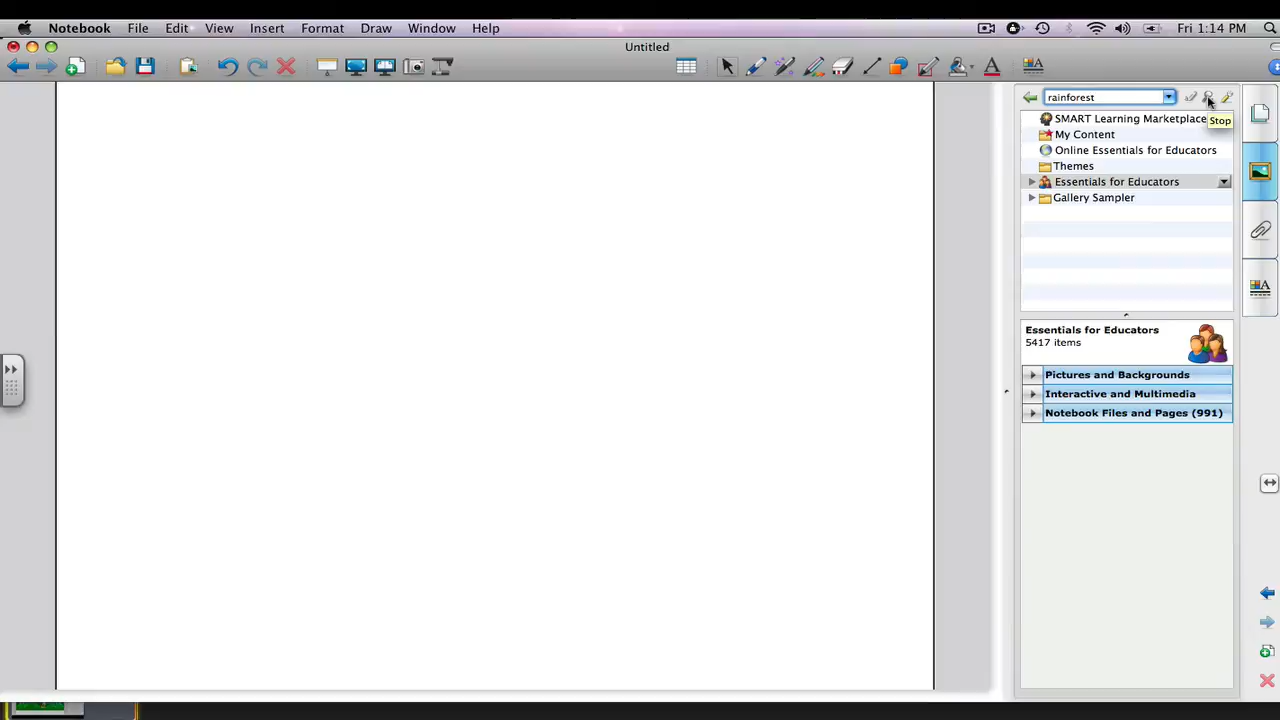 Notebook File Edit View Insert Format Draw Window Help Fri 1:14 PM
Untitled
rainforest
Stop
SMART Learning Marketplace
My Content
Online Essentials for Educators
Themes
Essentials for Educators
Gallery Sampler
Essentials for Educators
5417 items
Pictures and Backgrounds
Interactive and Multimedia
Notebook Files and Pages (991)